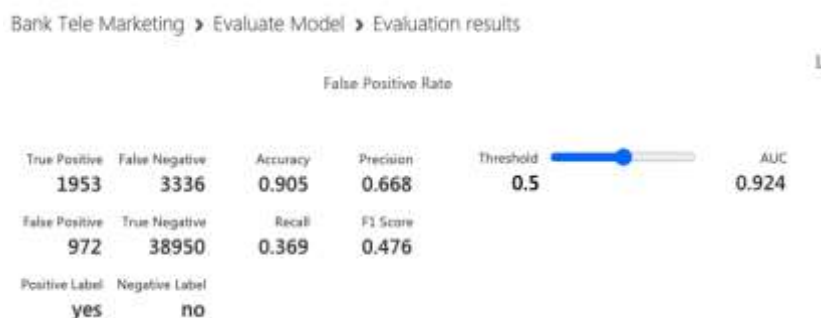 Bank Tele Marketing › Evaluate Model › Evaluation results
False Positive Rate
True Positive False Negative Accuracy Precision Threshold AUC
1953 3336 0.905 0.668 0.5 0.924
False Positive True Negative Recall F1 Score
972 38950 0.369 0.476
Positive Label Negative Label
yes no